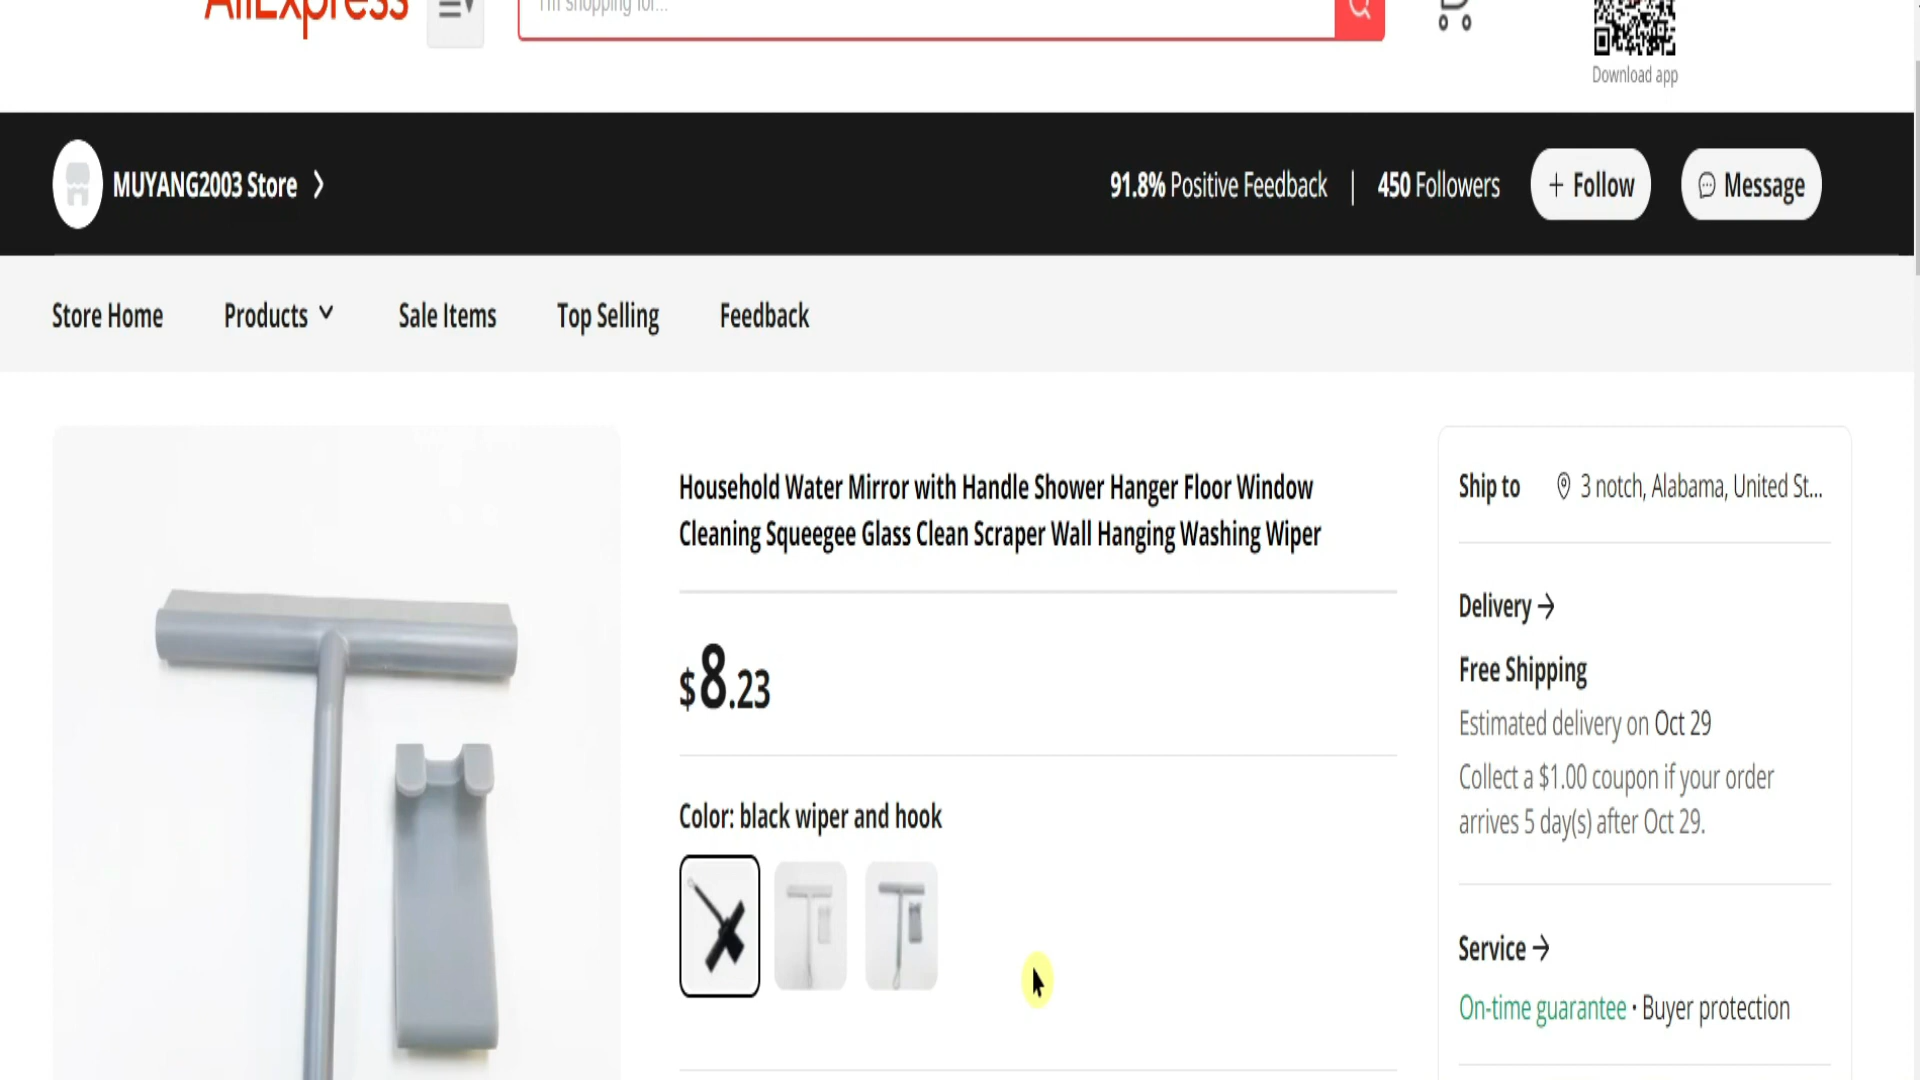 AliExpress
I'm shopping for...
Download app
MUYANG2003 Store
91.8% Positive Feedback | 450 Followers
+ Follow
Message
Store Home
Products
Sale Items
Top Selling
Feedback
Household Water Mirror with Handle Shower Hanger Floor Window
Cleaning Squeegee Glass Clean Scraper Wall Hanging Washing Wiper
$8.23
Color: black wiper and hook
Ship to
3 notch, Alabama, United St...
Delivery →
Free Shipping
Estimated delivery on Oct 29
Collect a $1.00 coupon if your order
arrives 5 day(s) after Oct 29.
Service →
On-time guarantee · Buyer protection